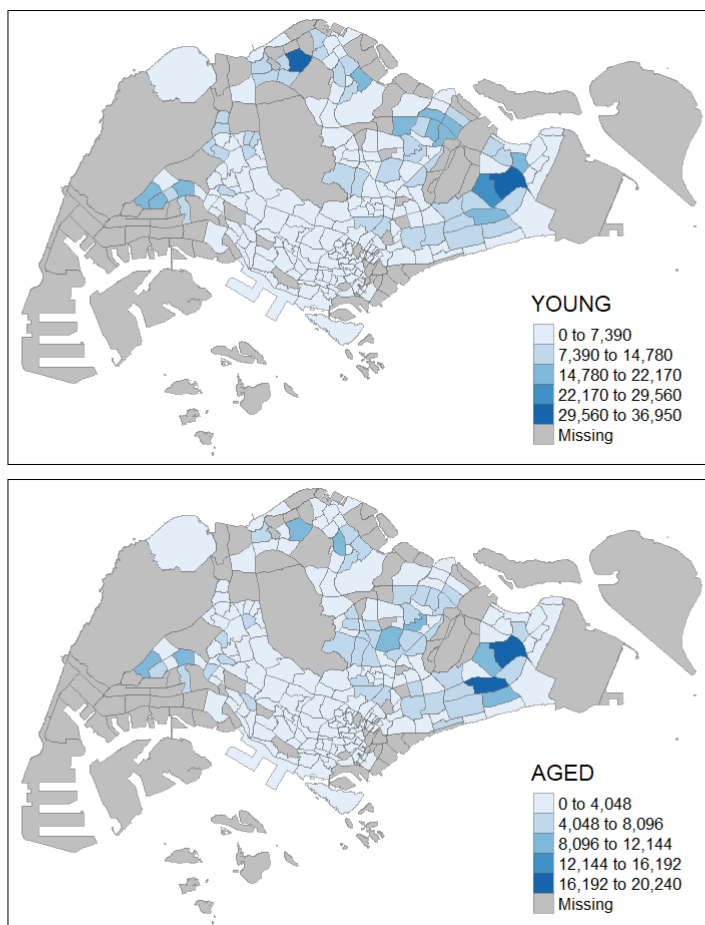 YOUNG
0 to 7,390
7,390 to 14,780
14,780 to 22,170
22,170 to 29,560
29,560 to 36,950
Missing
AGED
0 to 4,048
4,048 to 8,096
8,096 to 12,144
12,144 to 16,192
16,192 to 20,240
Missing